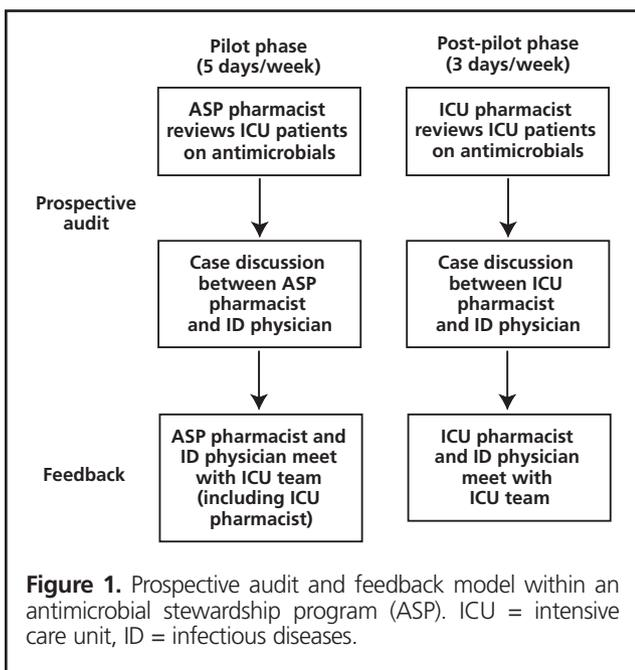 Pilot phase
(5 days/week)
Post-pilot phase
(3 days/week)
ASP pharmacist
reviews ICU patients
on antimicrobials
ICU pharmacist
reviews ICU patients
on antimicrobials
Prospective
audit
Case discussion
between ASP
pharmacist
and ID physician
Case discussion
between ICU
pharmacist
and ID physician
Feedback
ASP pharmacist and
ID physician meet
with ICU team
(including ICU
pharmacist)
ICU pharmacist
and ID physician
meet with
ICU team
Figure 1. Prospective audit and feedback model within an
antimicrobial stewardship program (ASP). ICU = intensive
care unit, ID = infectious diseases.